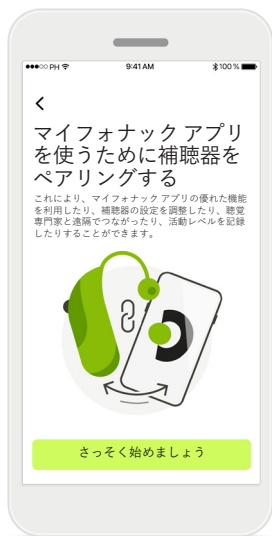 PH 9:41 AM 100 %
マイフォナック アプリ
を使うために補聴器を
ペアリングする
これにより、マイフォナック アプリの優れた機能
を利用したり、補聴器の設定を調整したり、聴覚
専門家と遠隔でつながったり、活動レベルを記録
したりすることができます。
さっそく始めましょう